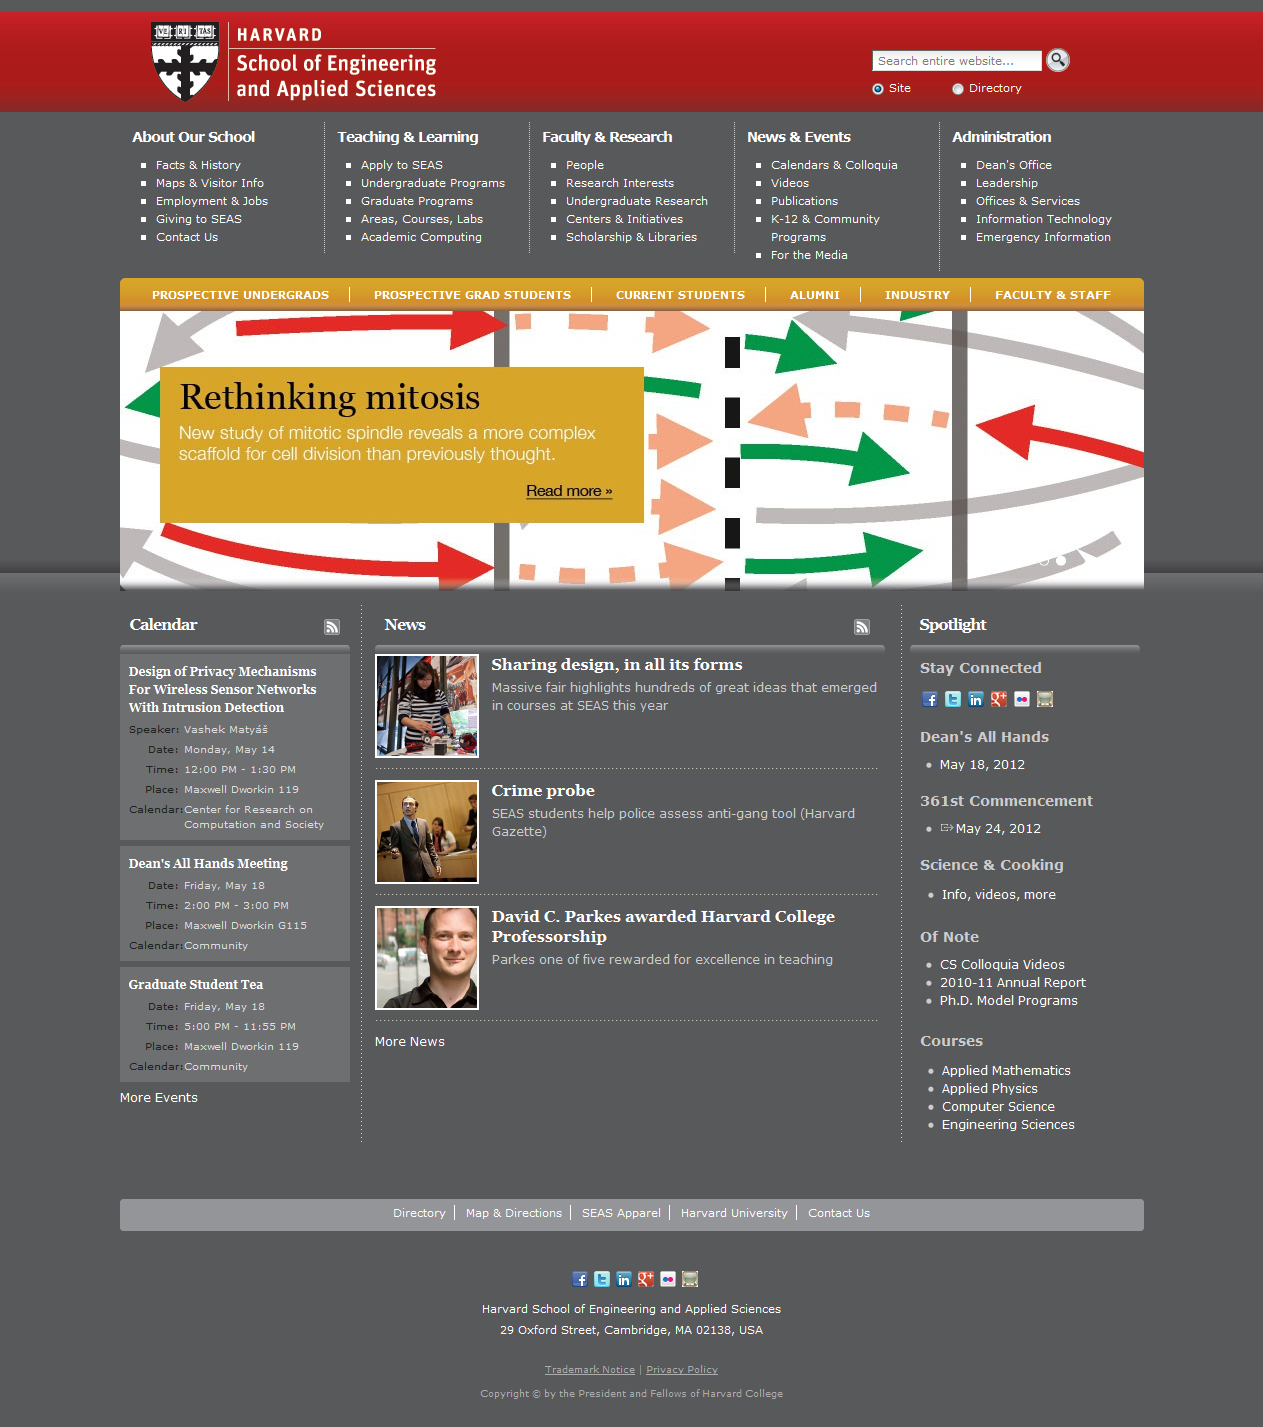 VE RI TAS
HARVARD
School of Engineering
and Applied Sciences
Search entire website...
Site
Directory
About Our School
Facts & History
Maps & Visitor Info
Employment & Jobs
Giving to SEAS
Contact Us
Teaching & Learning
Apply to SEAS
Undergraduate Programs
Graduate Programs
Areas, Courses, Labs
Academic Computing
Faculty & Research
People
Research Interests
Undergraduate Research
Centers & Initiatives
Scholarship & Libraries
News & Events
Calendars & Colloquia
Videos
Publications
K-12 & Community
Programs
For the Media
Administration
Dean's Office
Leadership
Offices & Services
Information Technology
Emergency Information
PROSPECTIVE UNDERGRADS
PROSPECTIVE GRAD STUDENTS
CURRENT STUDENTS
ALUMNI
INDUSTRY
FACULTY & STAFF
Rethinking mitosis
New study of mitotic spindle reveals a more complex
scaffold for cell division than previously thought.
Read more »
Calendar
Design of Privacy Mechanisms
For Wireless Sensor Networks
With Intrusion Detection
Speaker: Vashek Matyáš
Date: Monday, May 14
Time: 12:00 PM - 1:30 PM
Place: Maxwell Dworkin 119
Calendar: Center for Research on
Computation and Society
Dean's All Hands Meeting
Date: Friday, May 18
Time: 2:00 PM - 3:00 PM
Place: Maxwell Dworkin G115
Calendar: Community
Graduate Student Tea
Date: Friday, May 18
Time: 5:00 PM - 11:55 PM
Place: Maxwell Dworkin 119
Calendar: Community
More Events
News
Sharing design, in all its forms
Massive fair highlights hundreds of great ideas that emerged
in courses at SEAS this year
Crime probe
SEAS students help police assess anti-gang tool (Harvard
Gazette)
David C. Parkes awarded Harvard College
Professorship
Parkes one of five rewarded for excellence in teaching
More News
Spotlight
Stay Connected
Dean's All Hands
May 18, 2012
361st Commencement
May 24, 2012
Science & Cooking
Info, videos, more
Of Note
CS Colloquia Videos
2010-11 Annual Report
Ph.D. Model Programs
Courses
Applied Mathematics
Applied Physics
Computer Science
Engineering Sciences
Directory
Map & Directions
SEAS Apparel
Harvard University
Contact Us
Harvard School of Engineering and Applied Sciences
29 Oxford Street, Cambridge, MA 02138, USA
Trademark Notice | Privacy Policy
Copyright © by the President and Fellows of Harvard College